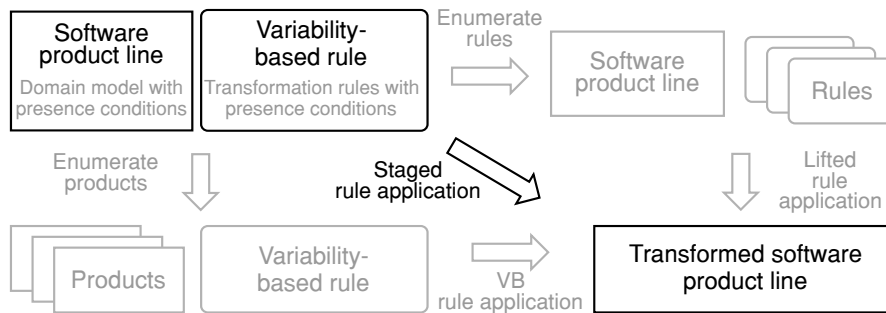 Software
product line
Domain model with
presence conditions
Variability-
based rule
Transformation rules with
presence conditions
Enumerate
rules
Software
product line
Rules
Enumerate
products
Staged
rule application
Lifted
rule
application
Products
Variability-
based rule
VB
rule application
Transformed software
product line